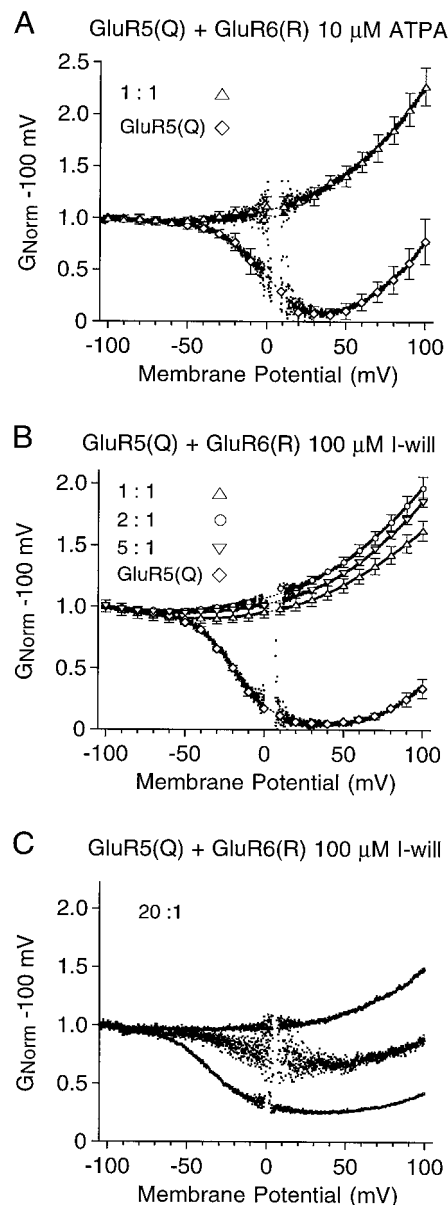 A
GluR5(Q) + GluR6(R) 10 μM ATPA
2.5
2.0
1.5
1.0
0.5
0
1 : 1
GluR5(Q)
GNorm -100 mV
-100 -50 0 50 100
Membrane Potential (mV)
B
GluR5(Q) + GluR6(R) 100 μM I-will
2.0
1.5
1.0
0.5
0
1 : 1
2 : 1
5 : 1
GluR5(Q)
GNorm -100 mV
-100 -50 0 50 100
Membrane Potential (mV)
C
GluR5(Q) + GluR6(R) 100 μM I-will
2.0
1.5
1.0
0.5
0
20 :1
GNorm -100 mV
-100 -50 0 50 100
Membrane Potential (mV)